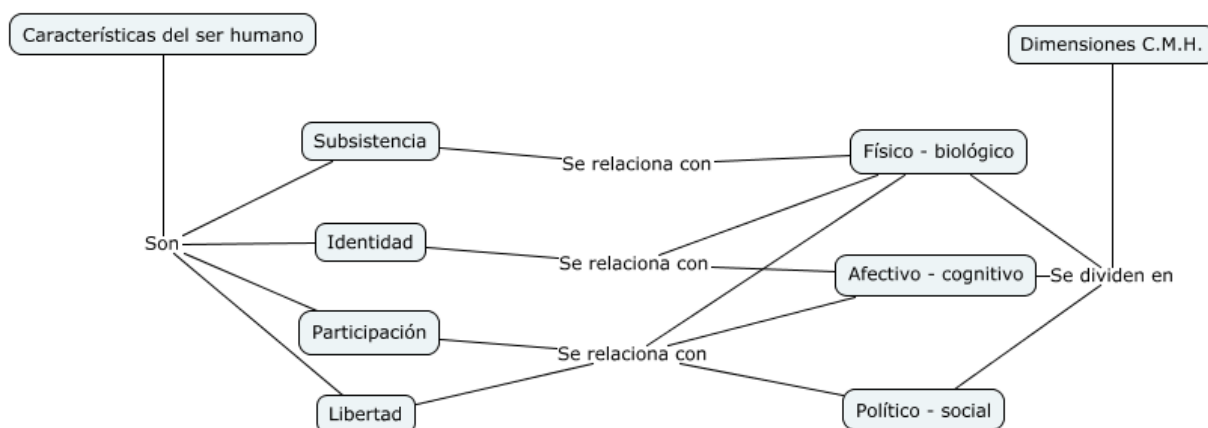 Características del ser humano
Dimensiones C.M.H.
Subsistencia
Se relaciona con
Físico - biológico
Son
Identidad
Se relaciona con
Afectivo - cognitivo
Se dividen en
Participación
Se relaciona con
Libertad
Político - social